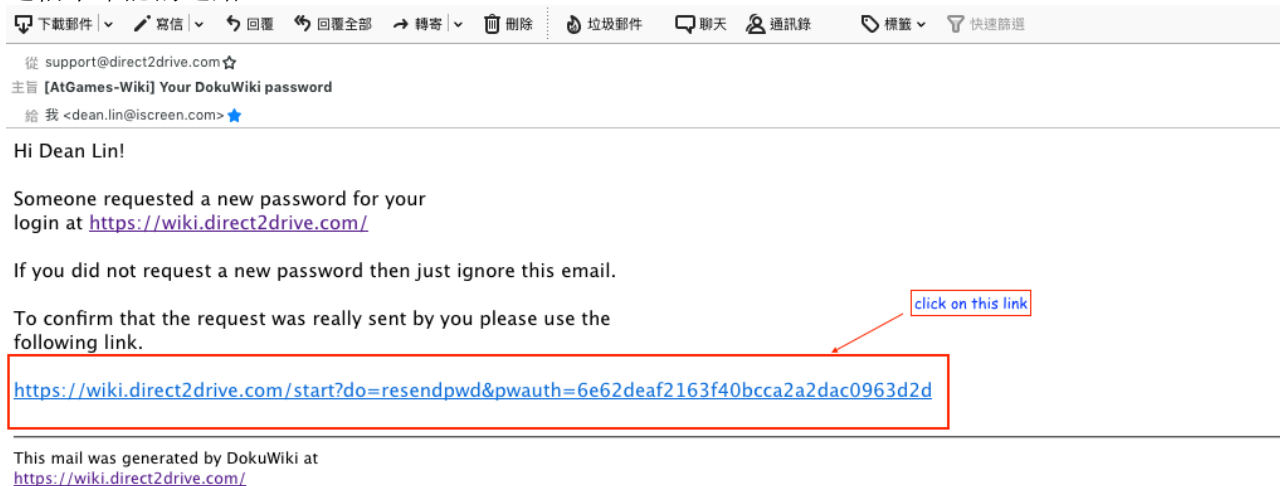 下載郵件 寫信 回覆 回覆全部 轉寄 刪除 垃圾郵件 聊天 通訊錄 標籤 快速篩選
從 support@direct2drive.com
主旨 [AtGames-Wiki] Your DokuWiki password
給 我 <dean.lin@iscreen.com>
Hi Dean Lin!
Someone requested a new password for your
login at https://wiki.direct2drive.com/
If you did not request a new password then just ignore this email.
click on this link
To confirm that the request was really sent by you please use the
following link.
https://wiki.direct2drive.com/start?do=resendpwd&pwauth=6e62deaf2163f40bcca2a2dac0963d2d
This mail was generated by DokuWiki at
https://wiki.direct2drive.com/